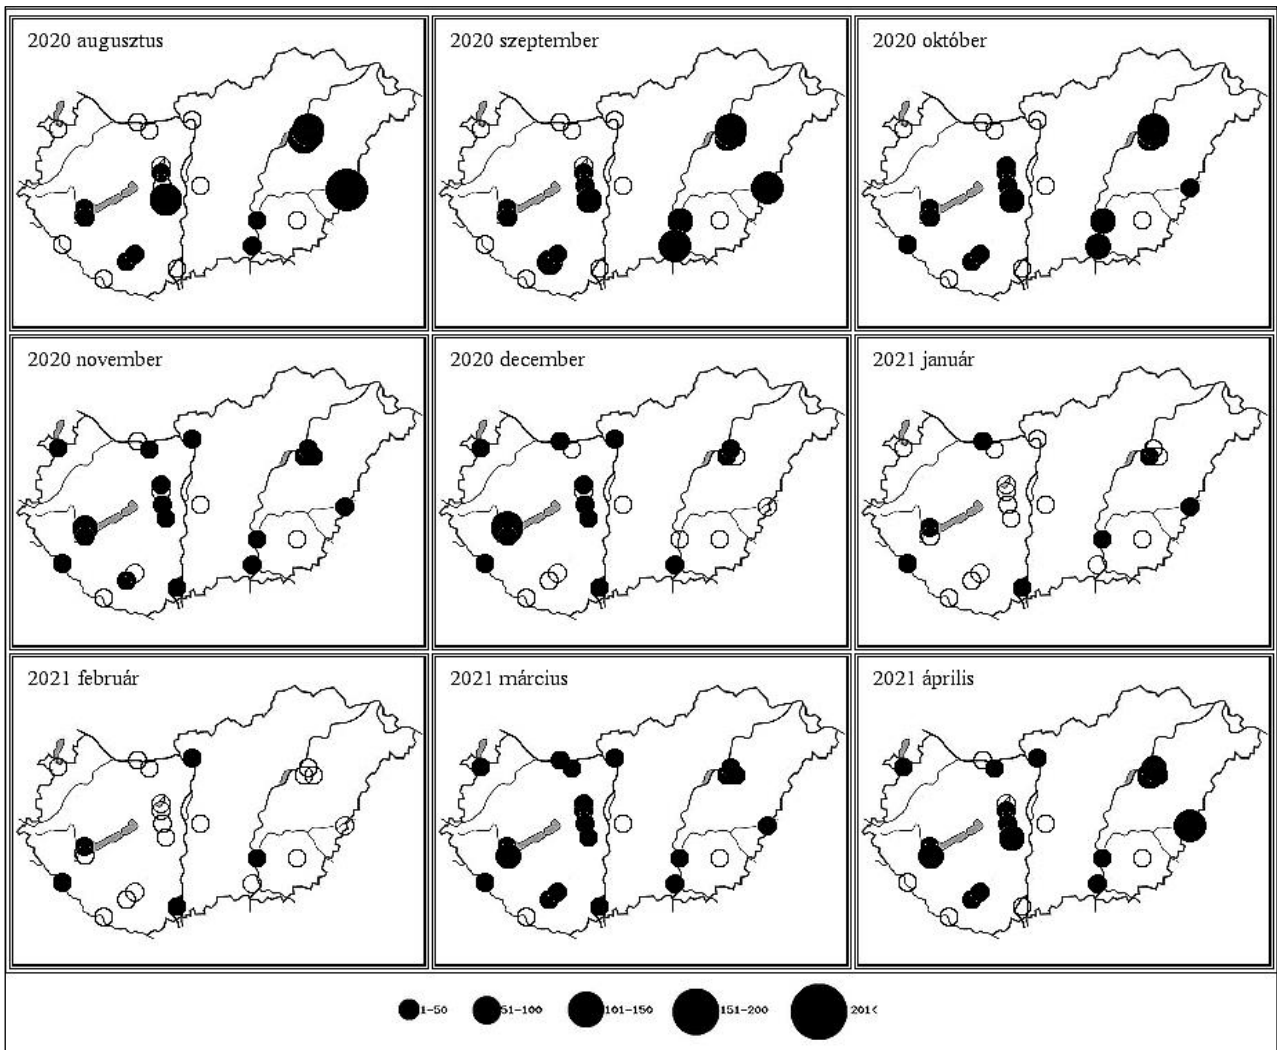 2020 augusztus
2020 szeptember
2020 október
2020 november
2020 december
2021 január
2021 február
2021 március
2021 április
1-50 51-100 101-150 151-200 201<